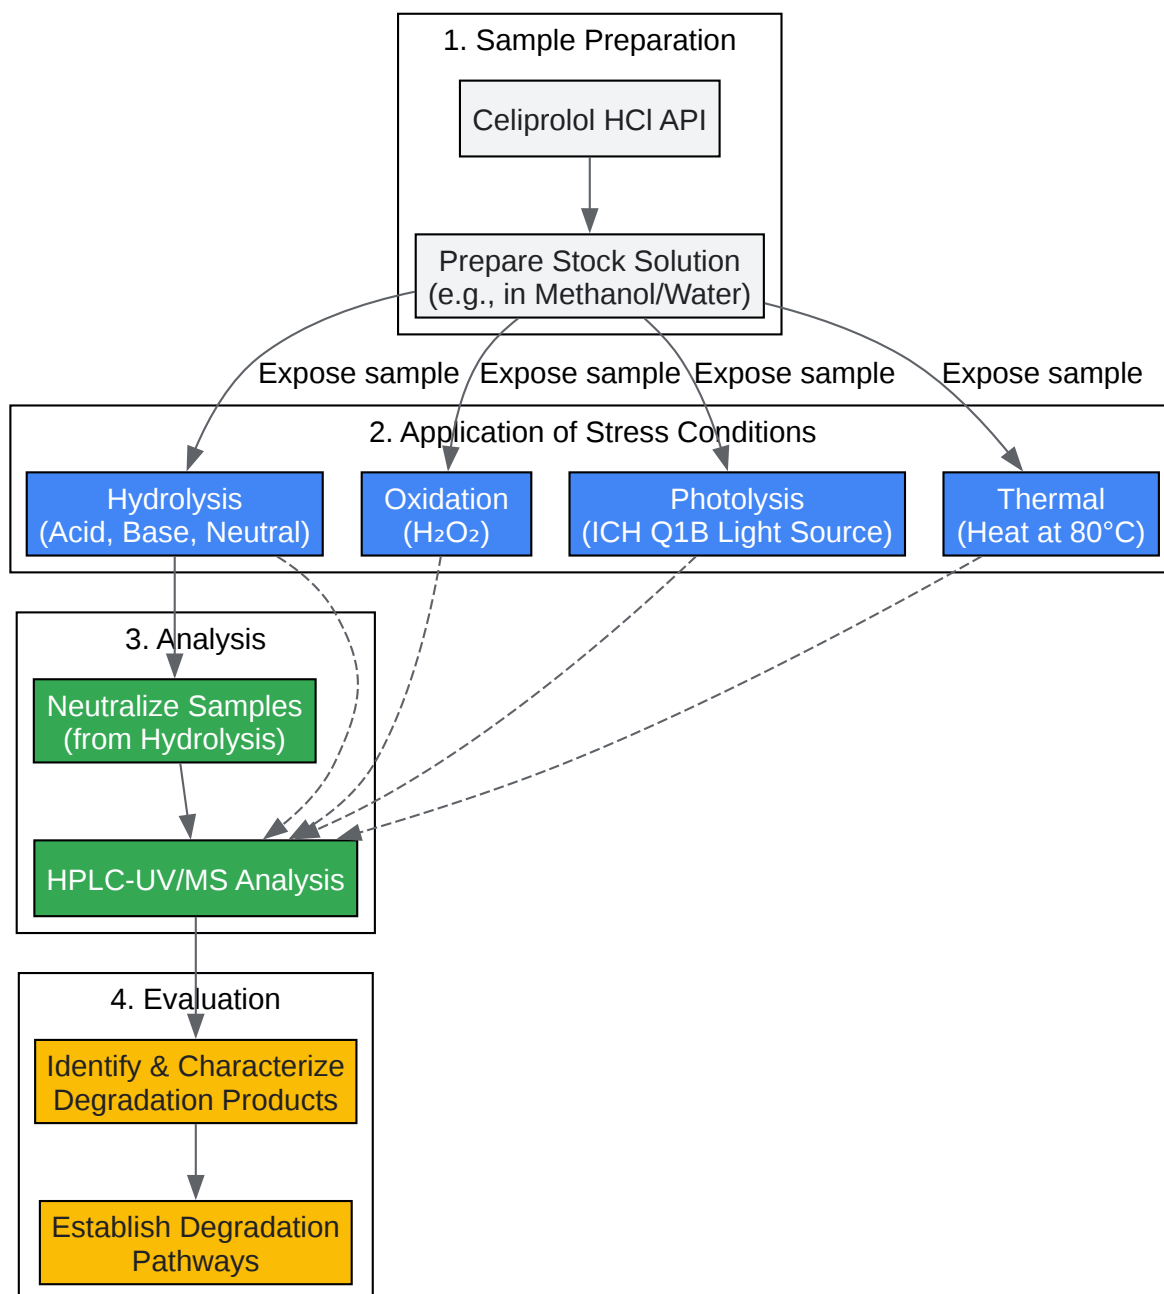 1. Sample Preparation
Celiprolol HCl API
Prepare Stock Solution
(e.g., in Methanol/Water)
Expose sample
Expose sample
Expose sample
Expose sample
2. Application of Stress Conditions
Hydrolysis
(Acid, Base, Neutral)
Oxidation
(H₂O₂)
Photolysis
(ICH Q1B Light Source)
Thermal
(Heat at 80°C)
3. Analysis
Neutralize Samples
(from Hydrolysis)
HPLC-UV/MS Analysis
4. Evaluation
Identify & Characterize
Degradation Products
Establish Degradation
Pathways